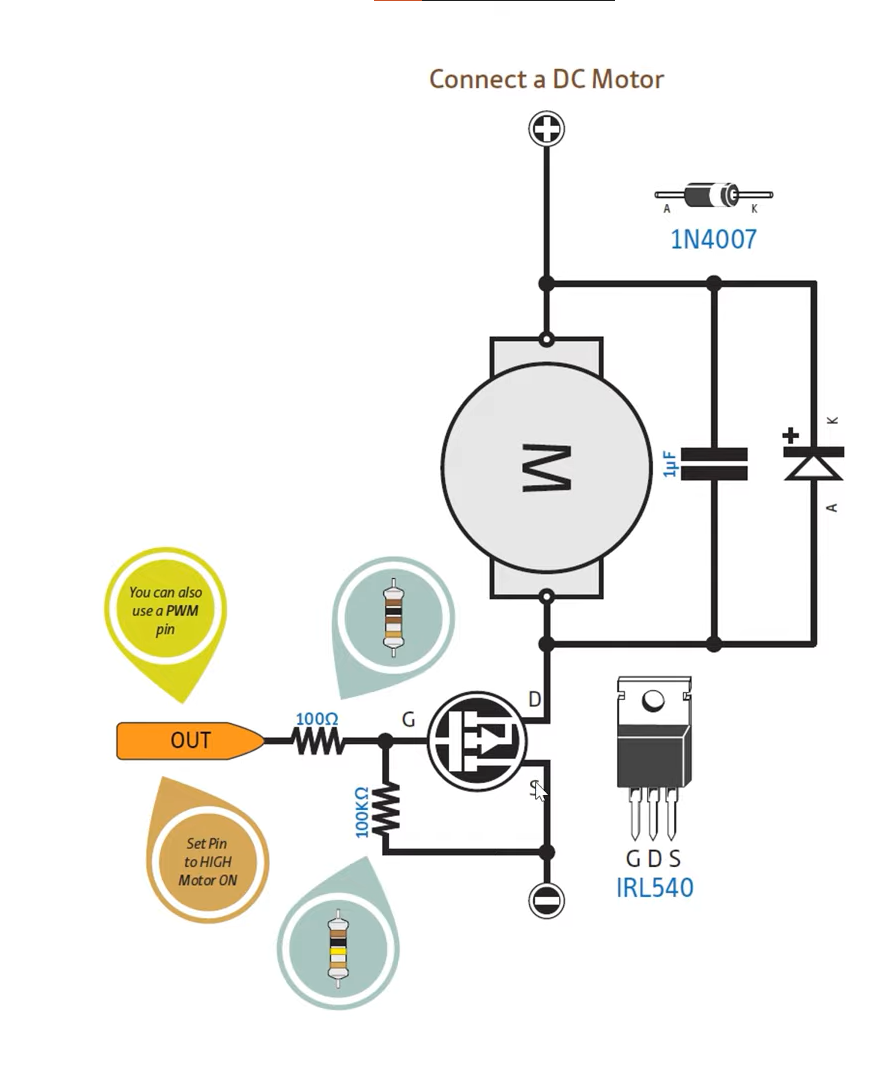 Connect a DC Motor
A
K
1N4007
K
M
1µF
A
You can also
use a PWM
pin
D
100Ω
G
OUT
100KΩ
S
Set Pin
to HIGH
Motor ON
G D S
IRL540